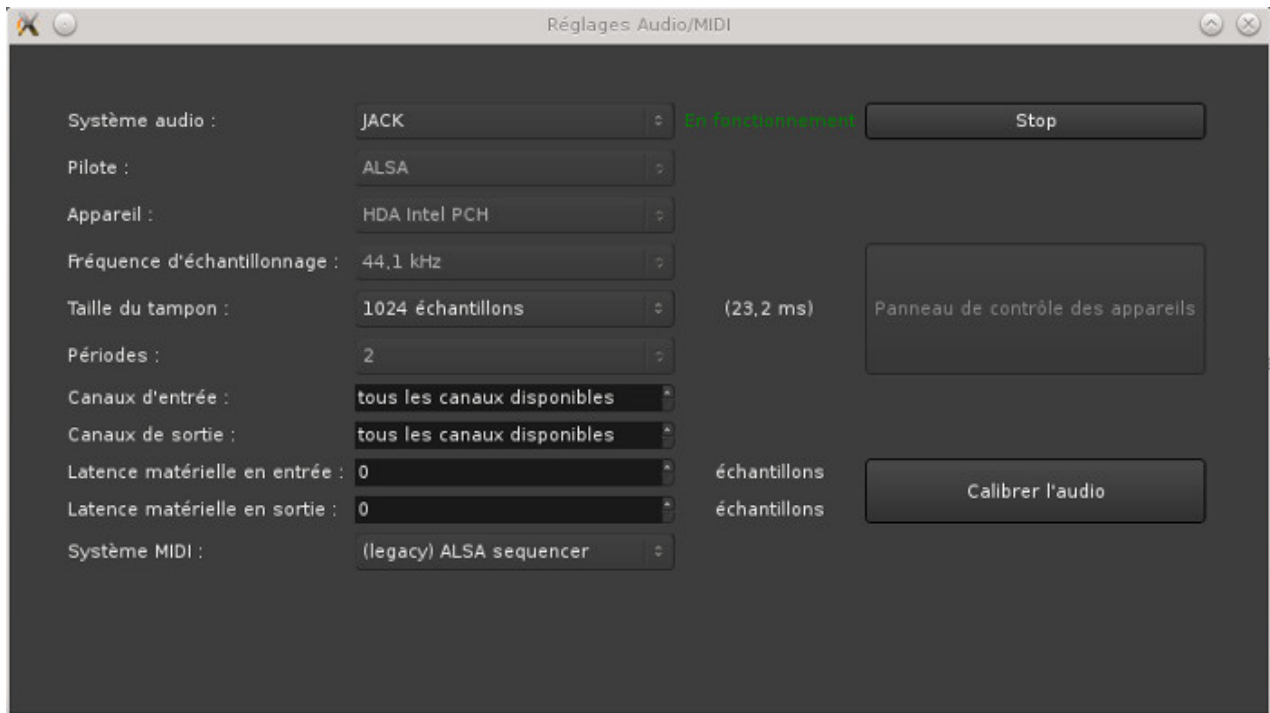 Réglages Audio/MIDI
Système audio : JACK En fonctionnement Stop
Pilote : ALSA
Appareil : HDA Intel PCH
Fréquence d'échantillonnage : 44,1 kHz
Taille du tampon : 1024 échantillons (23,2 ms) Panneau de contrôle des appareils
Périodes : 2
Canaux d'entrée : tous les canaux disponibles
Canaux de sortie : tous les canaux disponibles
Latence matérielle en entrée : 0 échantillons
Calibrer l'audio
Latence matérielle en sortie : 0 échantillons
Système MIDI : (legacy) ALSA sequencer